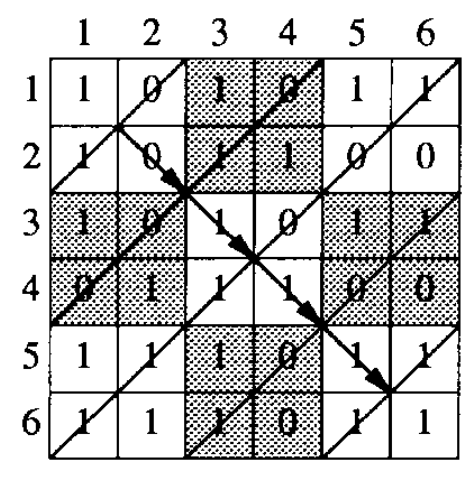 1 2 3 4 5 6
1 1 0 1 0 1 1
2 1 0 1 1 0 0
3 1 0 1 0 1 1
4 0 1 1 1 0 0
5 1 1 1 0 1 1
6 1 1 1 0 1 1